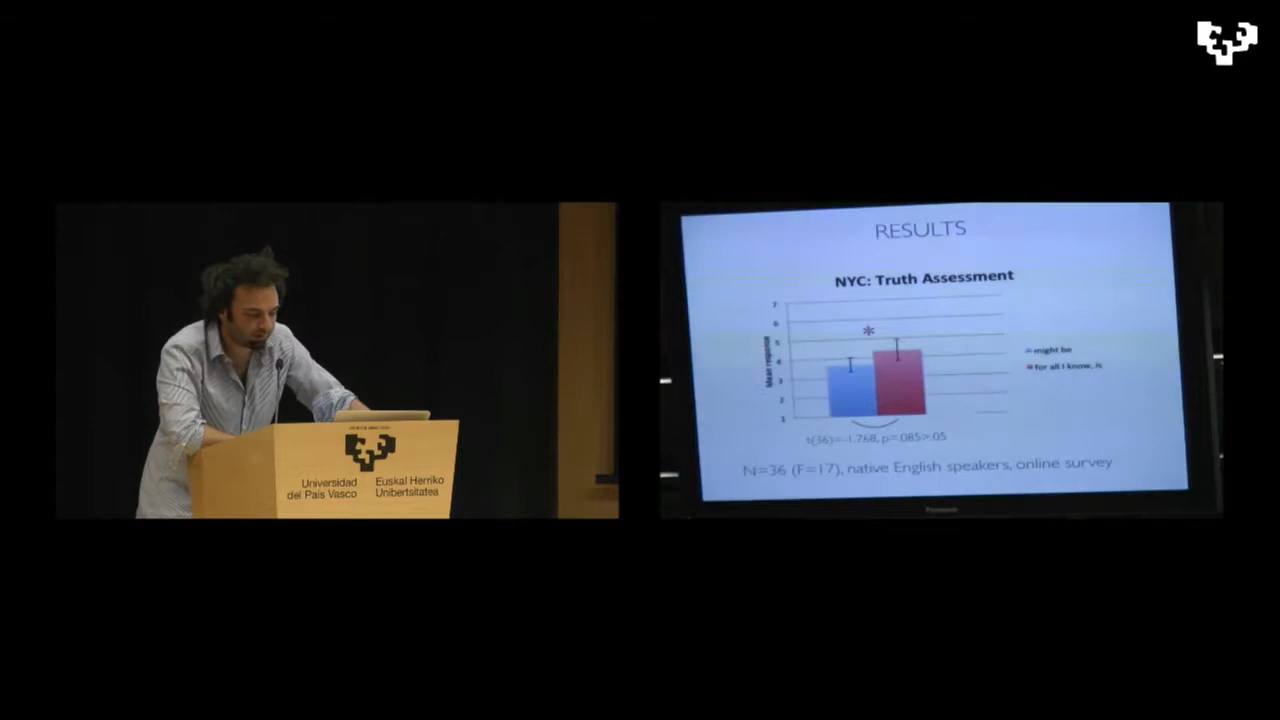 Universidad
del País Vasco
Euskal Herriko
Unibertsitatea
RESULTS
NYC: Truth Assessment
7
6
5
4
3
2
1
Mean response
*
might be
for all I know, is
t(36)=-1.768, p=.085>.05
N=36 (F=17), native English speakers, online survey
Panasonic